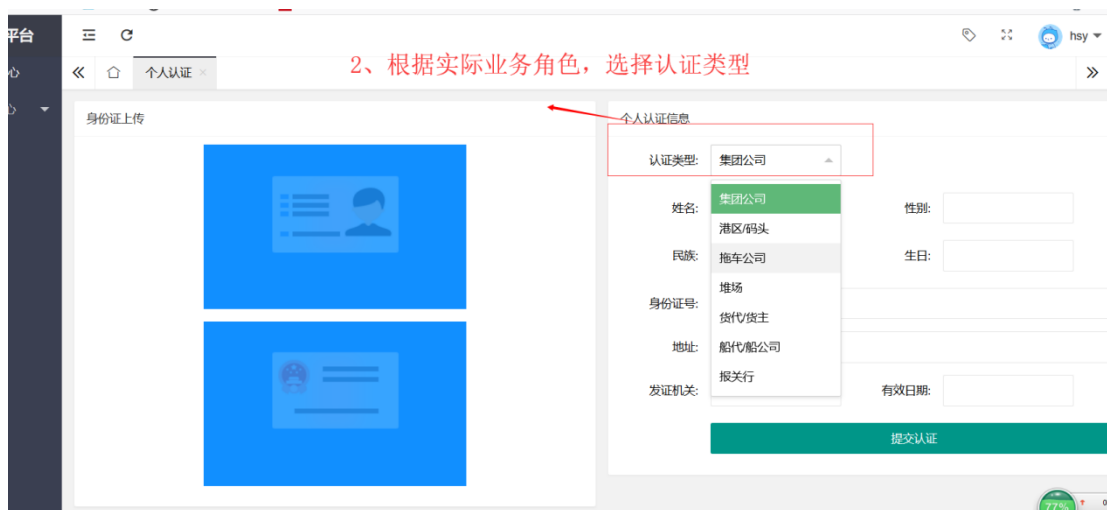 平台
hsy
个人认证
2、根据实际业务角色，选择认证类型
身份证上传
个人认证信息
认证类型: 集团公司
集团公司
港区/码头
拖车公司
堆场
货代/货主
船代/船公司
报关行
姓名:
性别:
民族:
生日:
身份证号:
地址:
发证机关:
有效日期:
提交认证
77%